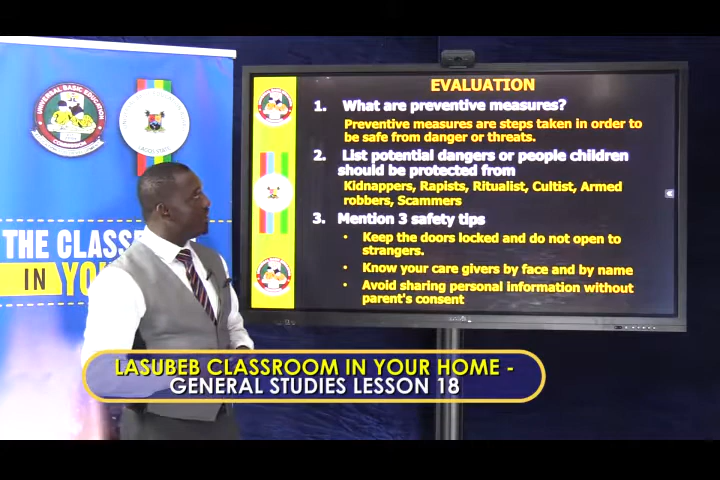 EVALUATION
1. What are preventive measures?
Preventive measures are steps taken in order to
be safe from danger or threats.
2. List potential dangers or people children
should be protected from
Kidnappers, Rapists, Ritualist, Cultist, Armed
robbers, Scammers
3. Mention 3 safety tips
• Keep the doors locked and do not open to
strangers.
• Know your care givers by face and by name
• Avoid sharing personal information without
parent's consent
UNIVERSAL BASIC EDUCATION
COMMISSION
LAGOS STATE
THE CLASS
IN YO
LASUBEB CLASSROOM IN YOUR HOME -
GENERAL STUDIES LESSON 18